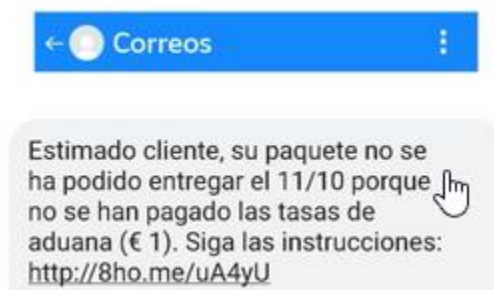 Correos
Estimado cliente, su paquete no se
ha podido entregar el 11/10 porque
no se han pagado las tasas de
aduana (€ 1). Siga las instrucciones:
http://8ho.me/uA4yU